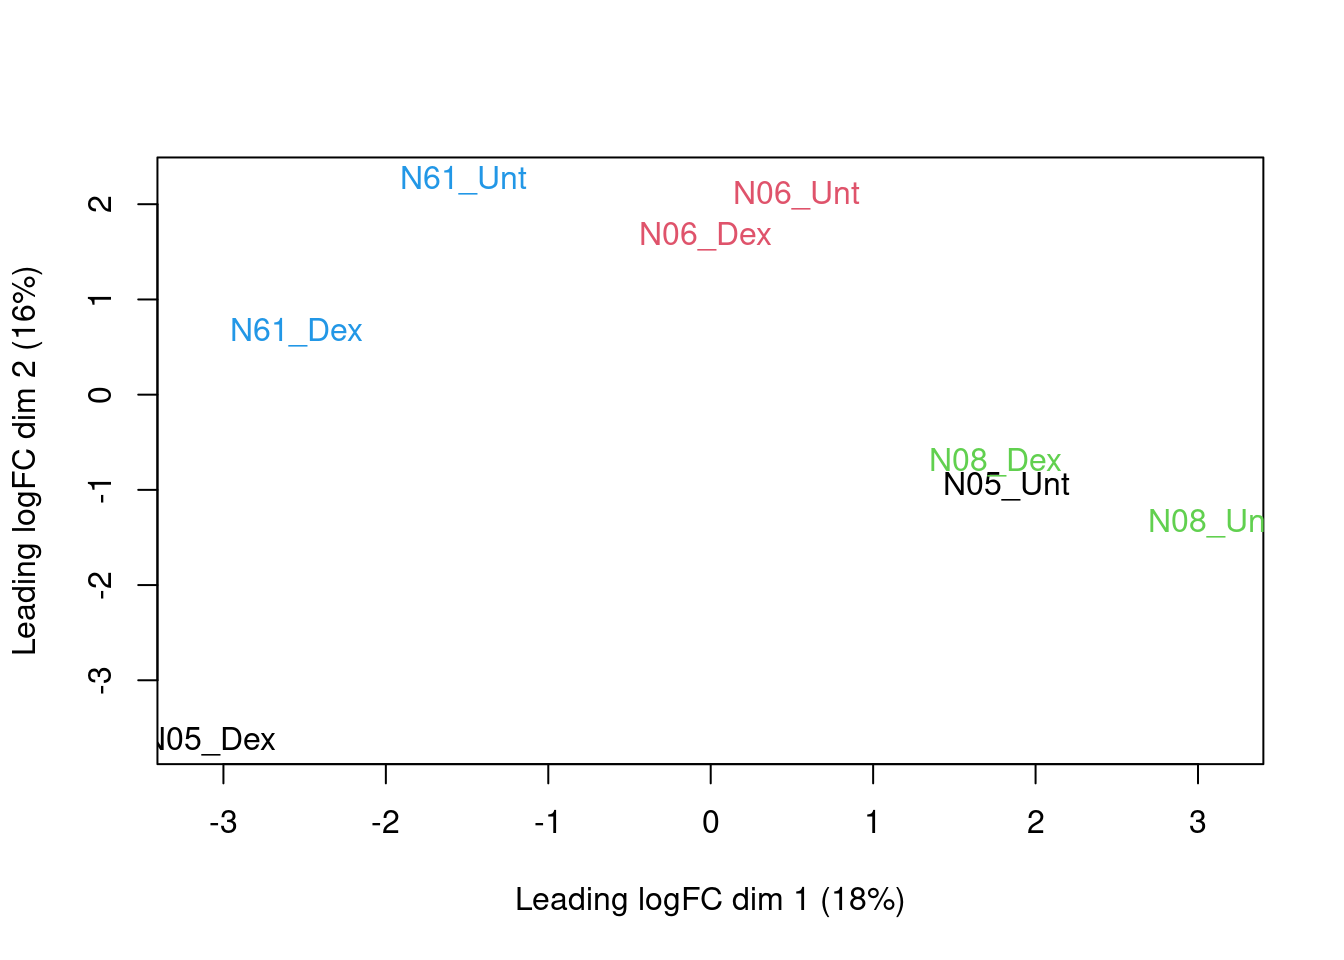 N61_Unt
N06_Unt
N06_Dex
N61_Dex
N08_Dex
N05_Unt
N08_Un
N05_Dex
2
1
0
-1
-2
-3
Leading logFC dim 2 (16%)
-3 -2 -1 0 1 2 3
Leading logFC dim 1 (18%)